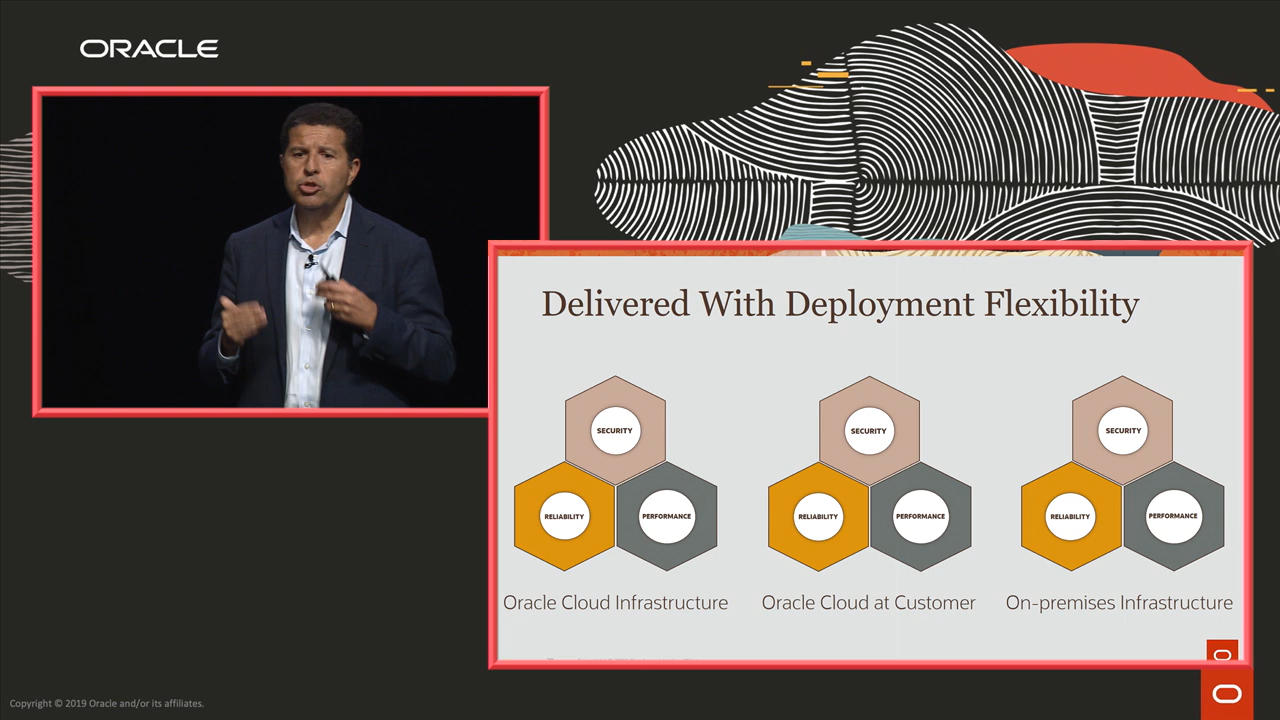 ORACLE
Delivered With Deployment Flexibility
SECURITY
RELIABILITY
PERFORMANCE
Oracle Cloud Infrastructure
SECURITY
RELIABILITY
PERFORMANCE
Oracle Cloud at Customer
SECURITY
RELIABILITY
PERFORMANCE
On-premises Infrastructure
Copyright © 2019 Oracle and/or its affiliates.